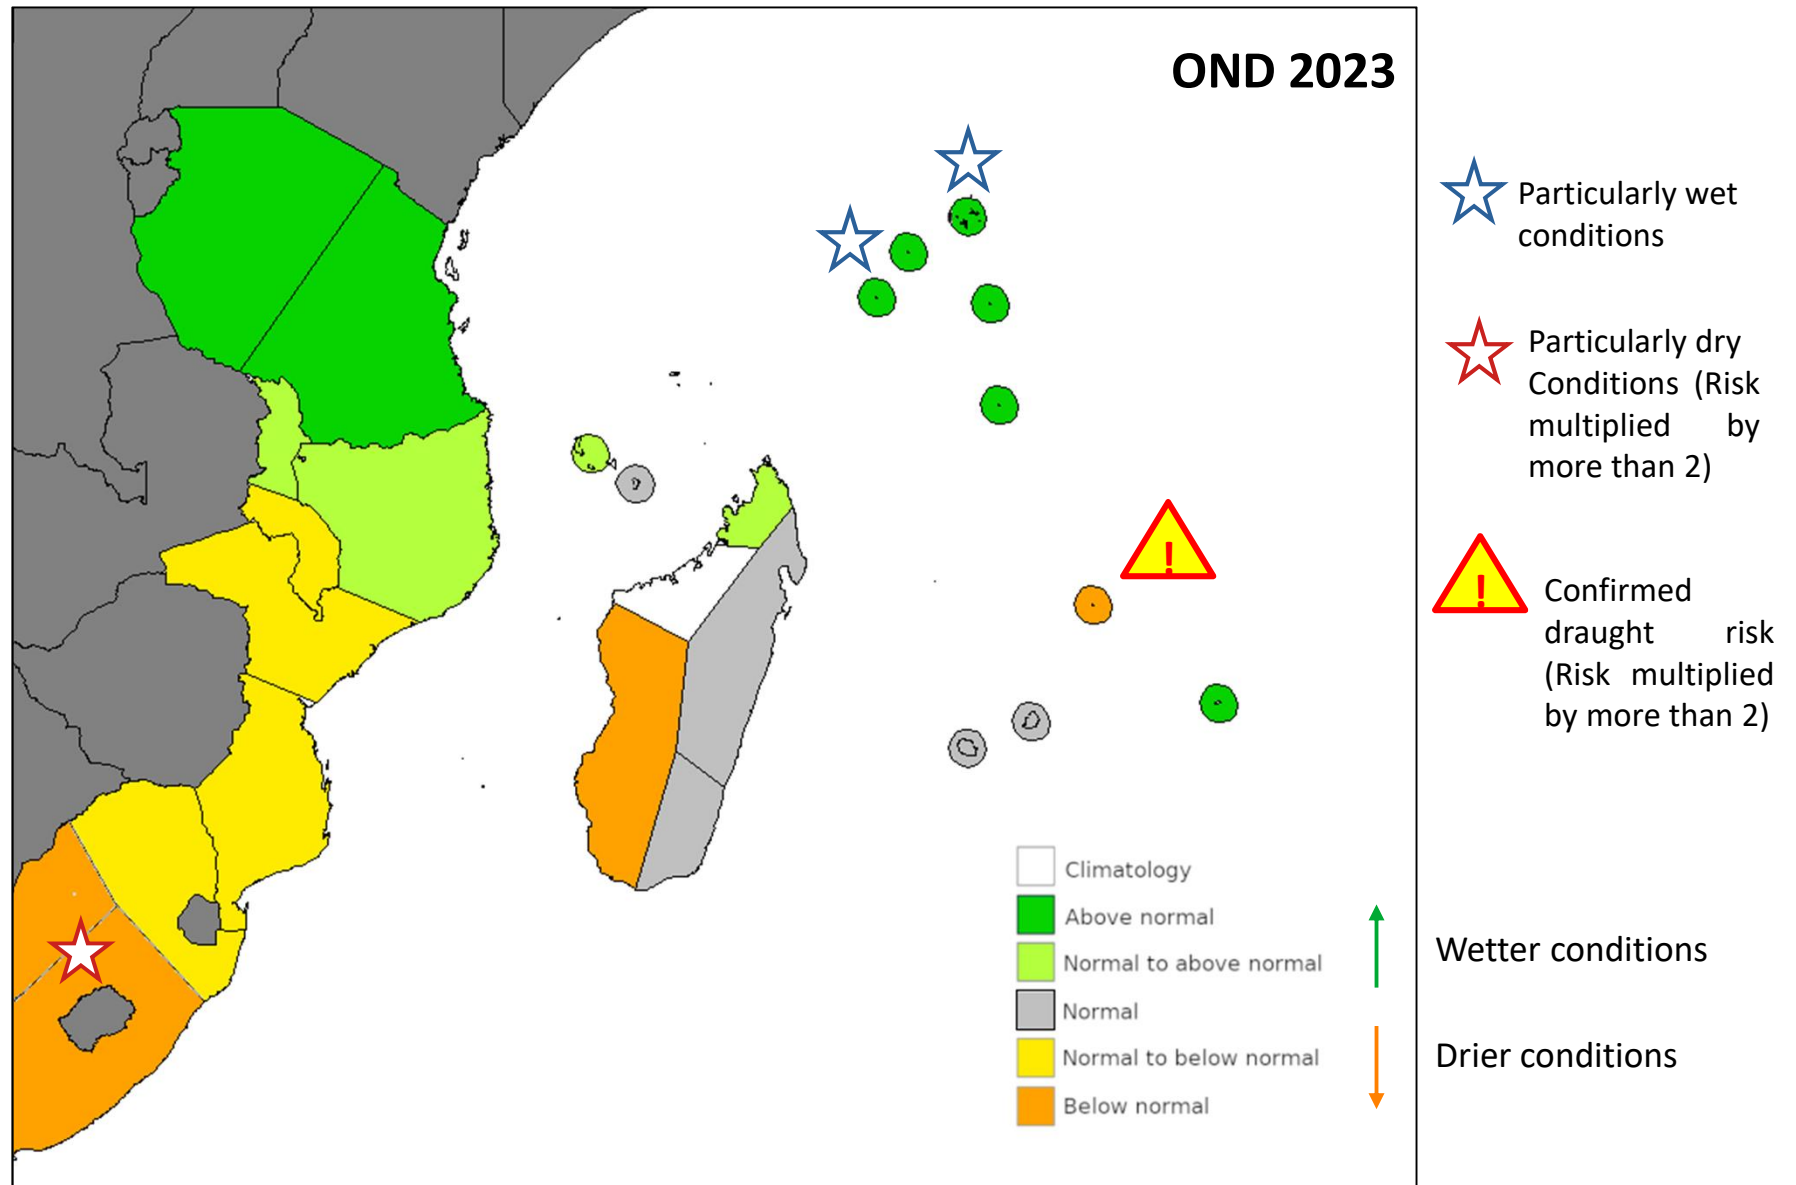 OND 2023
Particularly wet
conditions
Particularly dry
Conditions (Risk
multiplied by
more than 2)
!
!
Confirmed
draught risk
(Risk multiplied
by more than 2)
Climatology
Above normal
Normal to above normal
Normal
Normal to below normal
Below normal
Wetter conditions
Drier conditions